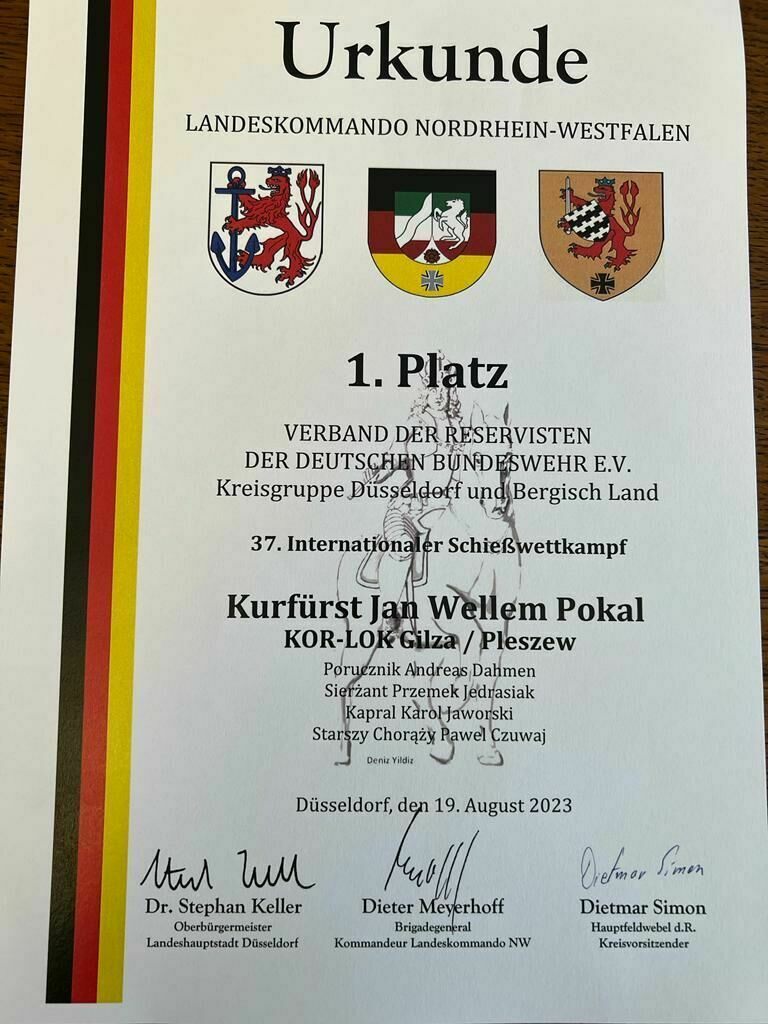 Urkunde
LANDESKOMMANDO NORDRHEIN-WESTFALEN
1. Platz
VERBAND DER RESERVISTEN
DER DEUTSCHEN BUNDESWEHR E.V.
Kreisgruppe Düsseldorf und Bergisch Land
37. Internationaler Schießwettkampf
Kurfürst Jan Wellem Pokal
KOR-LOK Gilza / Pleszew
Porucznik Andreas Dahmen
Sierżant Przemek Jedrasiak
Kapral Karol Jaworski
Starszy Chorąży Pawel Czuwaj
Deniz Yildiz
Düsseldorf, den 19. August 2023
Dietmar Simon
Dr. Stephan Keller Dieter Meyerhoff Dietmar Simon
Oberbürgermeister Brigadegeneral Hauptfeldwebel d.R.
Landeshauptstadt Düsseldorf Kommandeur Landeskommando NW Kreisvorsitzender